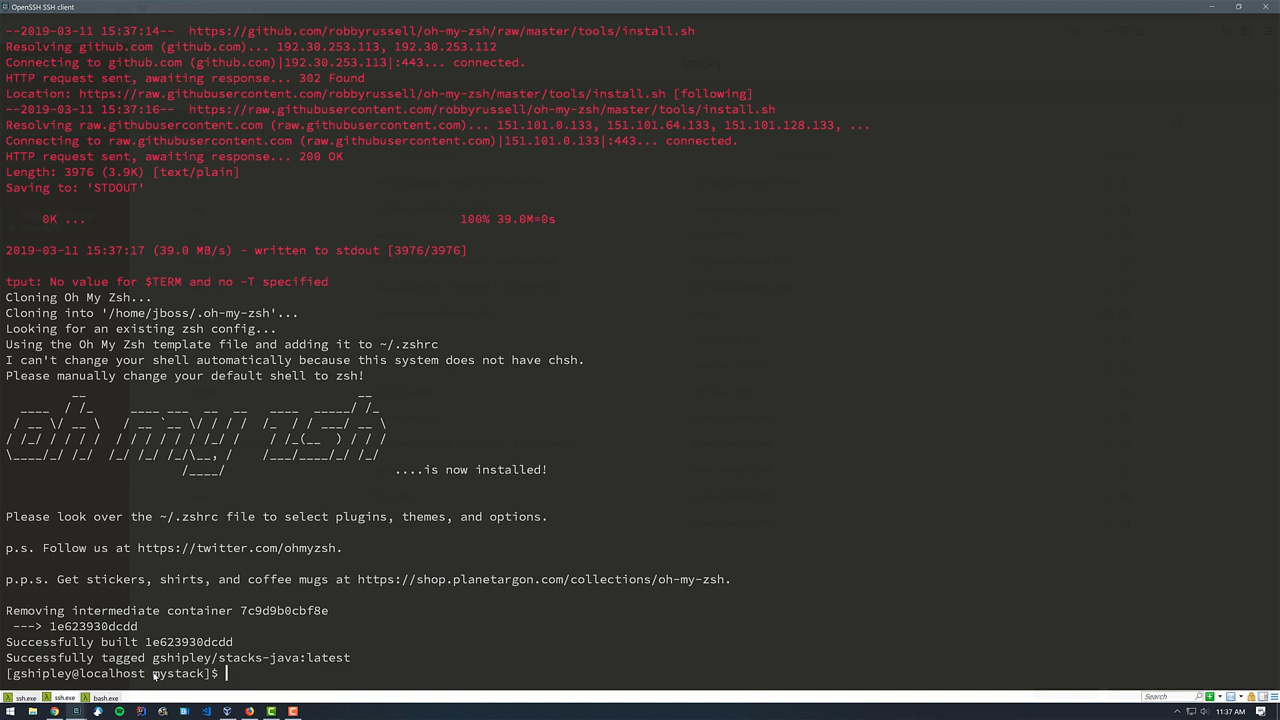 OpenSSH SSH client
--2019-03-11 15:37:14--  https://github.com/robbyrussell/oh-my-zsh/raw/master/tools/install.sh
Resolving github.com (github.com)... 192.30.253.113, 192.30.253.112
Connecting to github.com (github.com)|192.30.253.113|:443... connected.
HTTP request sent, awaiting response... 302 Found
Location: https://raw.githubusercontent.com/robbyrussell/oh-my-zsh/master/tools/install.sh [following]
--2019-03-11 15:37:16--  https://raw.githubusercontent.com/robbyrussell/oh-my-zsh/master/tools/install.sh
Resolving raw.githubusercontent.com (raw.githubusercontent.com)... 151.101.0.133, 151.101.64.133, 151.101.128.133, ...
Connecting to raw.githubusercontent.com (raw.githubusercontent.com)|151.101.0.133|:443... connected.
HTTP request sent, awaiting response... 200 OK
Length: 3976 (3.9K) [text/plain]
Saving to: 'STDOUT'
0K ... 100% 39.0M=0s
2019-03-11 15:37:17 (39.0 MB/s) - written to stdout [3976/3976]
tput: No value for $TERM and no -T specified
Cloning Oh My Zsh...
Cloning into '/home/jboss/.oh-my-zsh'...
Looking for an existing zsh config...
Using the Oh My Zsh template file and adding it to ~/.zshrc
I can't change your shell automatically because this system does not have chsh.
Please manually change your default shell to zsh!
oh my zsh
....is now installed!
Please look over the ~/.zshrc file to select plugins, themes, and options.
p.s. Follow us at https://twitter.com/ohmyzsh.
p.p.s. Get stickers, shirts, and coffee mugs at https://shop.planetargon.com/collections/oh-my-zsh.
Removing intermediate container 7c9d9b0cbf8e
---> 1e623930dcdd
Successfully built 1e623930dcdd
Successfully tagged gshipley/stacks-java:latest
[gshipley@localhost mystack]$
ssh.exe ssh.exe bash.exe Search
11:37 AM